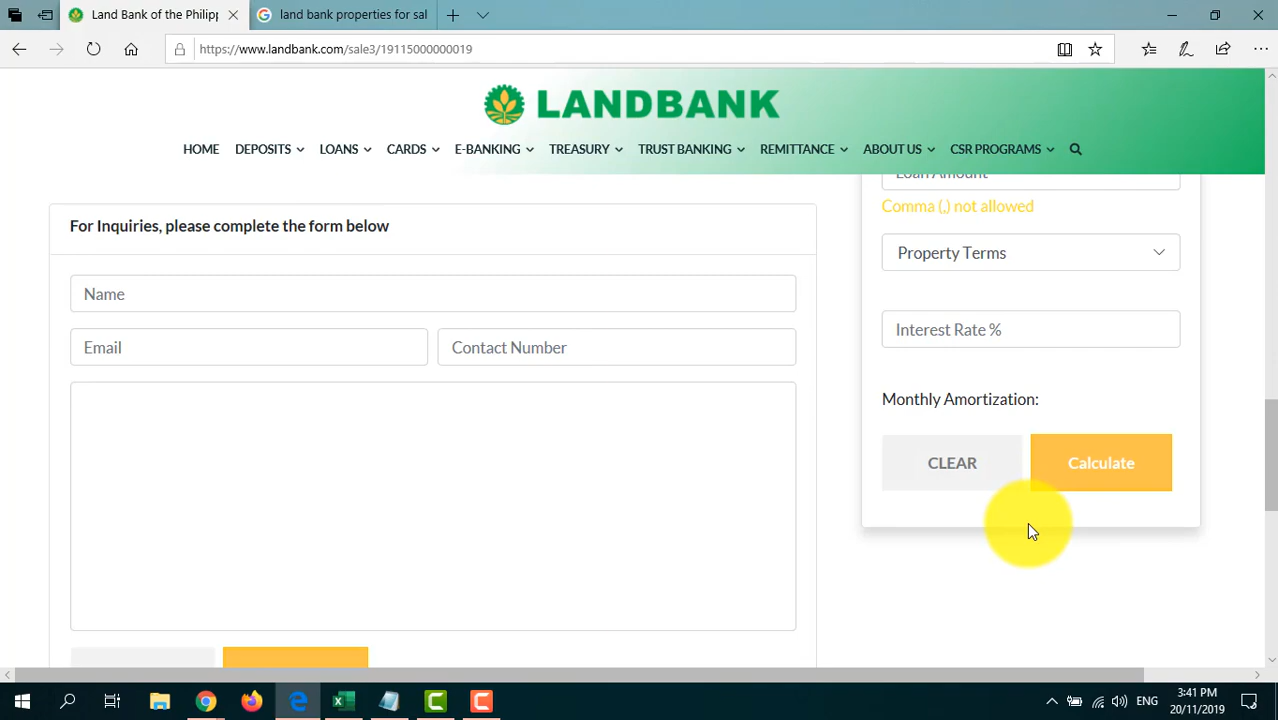 Land Bank of the Philipp
land bank properties for sal
https://www.landbank.com/sale3/19115000000019
LANDBANK
HOME DEPOSITS LOANS CARDS E-BANKING TREASURY TRUST BANKING REMITTANCE ABOUT US CSR PROGRAMS
Loan Amount
Comma (,) not allowed
For Inquiries, please complete the form below
Property Terms
Name
Interest Rate %
Email
Contact Number
Monthly Amortization:
CLEAR
Calculate
ENG
3:41 PM
20/11/2019